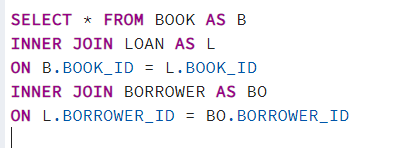 SELECT * FROM BOOK AS B
INNER JOIN LOAN AS L
ON B.BOOK_ID = L.BOOK_ID
INNER JOIN BORROWER AS BO
ON L.BORROWER_ID = BO.BORROWER_ID